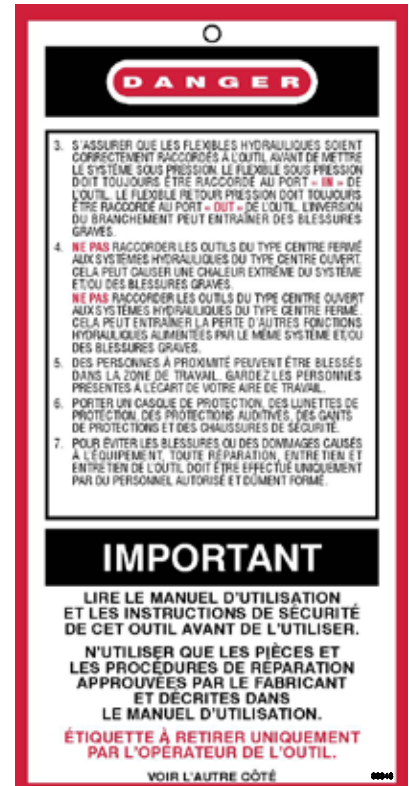 DANGER
3. S'ASSURER QUE LES FLEXIBLES HYDRAULIQUES SOIENT
CORRECTEMENT RACCORDÉS À L'OUTIL AVANT DE METTRE
LE SYSTÈME SOUS PRESSION. LE FLEXIBLE SOUS PRESSION
DOIT TOUJOURS ÊTRE RACCORDÉ AU PORT « IN » DE
L'OUTIL. LE FLEXIBLE RETOUR PRESSION DOIT TOUJOURS
ÊTRE RACCORDÉ AU PORT « OUT » DE L'OUTIL. L'INVERSION
DU BRANCHEMENT PEUT ENTRAÎNER DES BLESSURES
GRAVES.
4. NE PAS RACCORDER LES OUTILS DU TYPE CENTRE FERMÉ
AUX SYSTÈMES HYDRAULIQUES DU TYPE CENTRE OUVERT.
CELA PEUT CAUSER UNE CHALEUR EXTRÊME DU SYSTÈME
ET/OU DES BLESSURES GRAVES.
NE PAS RACCORDER LES OUTILS DU TYPE CENTRE OUVERT
AUX SYSTÈMES HYDRAULIQUES DU TYPE CENTRE FERMÉ.
CELA PEUT ENTRAÎNER LA PERTE D'AUTRES FONCTIONS
HYDRAULIQUES ALIMENTÉES PAR LE MÊME SYSTÈME ET/OU
DES BLESSURES GRAVES.
5. DES PERSONNES À PROXIMITÉ PEUVENT ÊTRE BLESSÉS
DANS LA ZONE DE TRAVAIL. GARDEZ LES PERSONNES
PRÉSENTES À L'ÉCART DE VOTRE AIRE DE TRAVAIL.
6. PORTER UN CASQUE DE PROTECTION, DES LUNETTES DE
PROTECTION, DES PROTECTIONS AUDITIVES, DES GANTS
DE PROTECTIONS ET DES CHAUSSURES DE SÉCURITÉ.
7. POUR ÉVITER LES BLESSURES OU DES DOMMAGES CAUSÉS
À L'ÉQUIPEMENT, TOUTE RÉPARATION, ENTRETIEN ET
ENTRETIEN DE L'OUTIL DOIT ÊTRE EFFECTUÉ UNIQUEMENT
PAR DU PERSONNEL AUTORISÉ ET DÛMENT FORMÉ.
IMPORTANT
LIRE LE MANUEL D'UTILISATION
ET LES INSTRUCTIONS DE SÉCURITÉ
DE CET OUTIL AVANT DE L'UTILISER.
N'UTILISER QUE LES PIÈCES ET
LES PROCÉDURES DE RÉPARATION
APPROUVÉES PAR LE FABRICANT
ET DÉCRITES DANS
LE MANUEL D'UTILISATION.
ÉTIQUETTE À RETIRER UNIQUEMENT
PAR L'OPÉRATEUR DE L'OUTIL.
VOIR L'AUTRE CÔTÉ